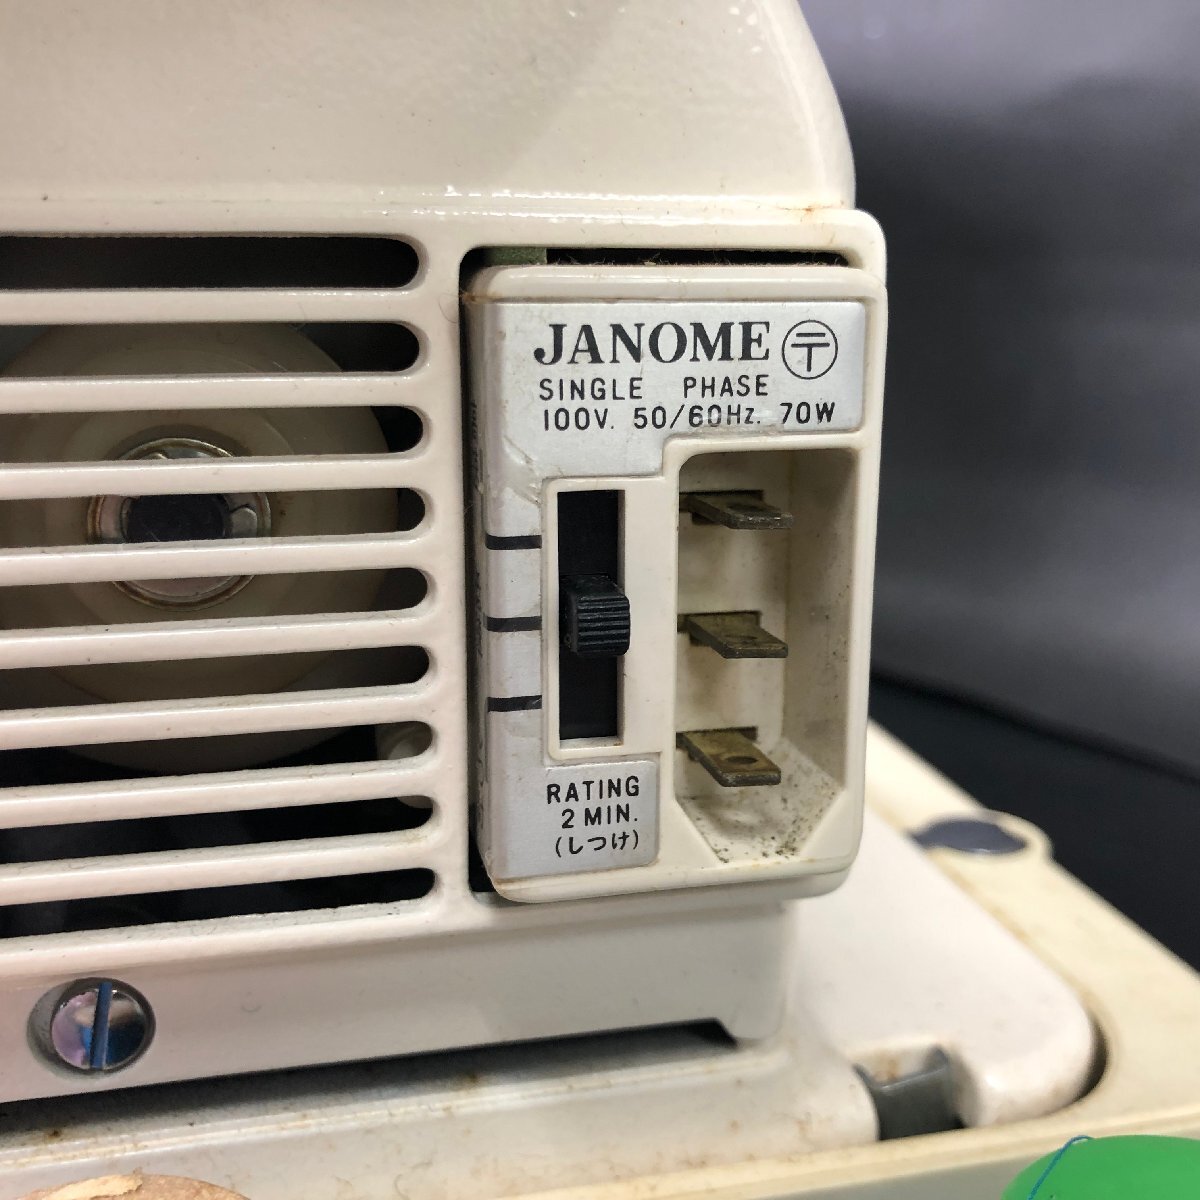 JANOME 〒
SINGLE PHASE
100V. 50/60Hz. 70W
RATING
2 MIN.
(しつけ)